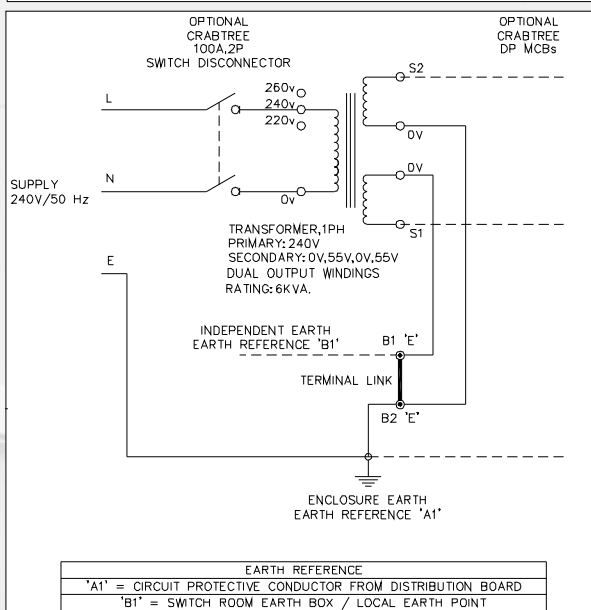 OPTIONAL
CRABTREE
100A,2P
SWITCH DISCONNECTOR
OPTIONAL
CRABTREE
DP MCBs
S2
260v
240v
220v
L
0V
0V
N
SUPPLY
240V/50 Hz
0v
S1
TRANSFORMER,1PH
PRIMARY: 240V
SECONDARY: 0V,55V,0V,55V
DUAL OUTPUT WINDINGS
RATING: 6KVA.
E
INDEPENDENT EARTH
EARTH REFERENCE 'B1'
B1 'E'
TERMINAL LINK
B2 'E'
ENCLOSURE EARTH
EARTH REFERENCE 'A1'
EARTH REFERENCE
'A1' = CIRCUIT PROTECTIVE CONDUCTOR FROM DISTRIBUTION BOARD
'B1' = SWITCH ROOM EARTH BOX / LOCAL EARTH POINT